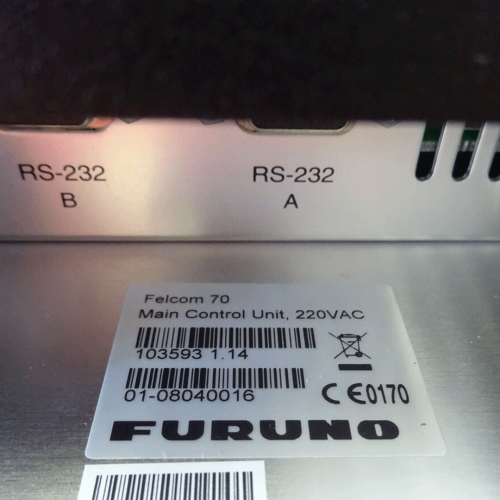 RS-232 RS-232
B A
Felcom 70
Main Control Unit, 220VAC
103593 1.14
01-08040016 CE0170
FURUNO